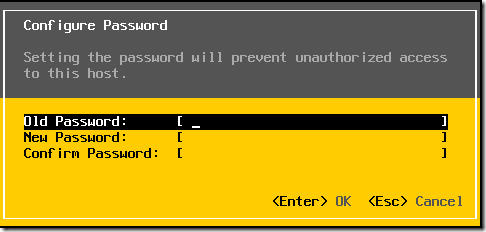 Configure Password
Setting the password will prevent unauthorized access
to this host.
Old Password: [ _ ]
New Password: [ ]
Confirm Password: [ ]
<Enter> OK <Esc> Cancel